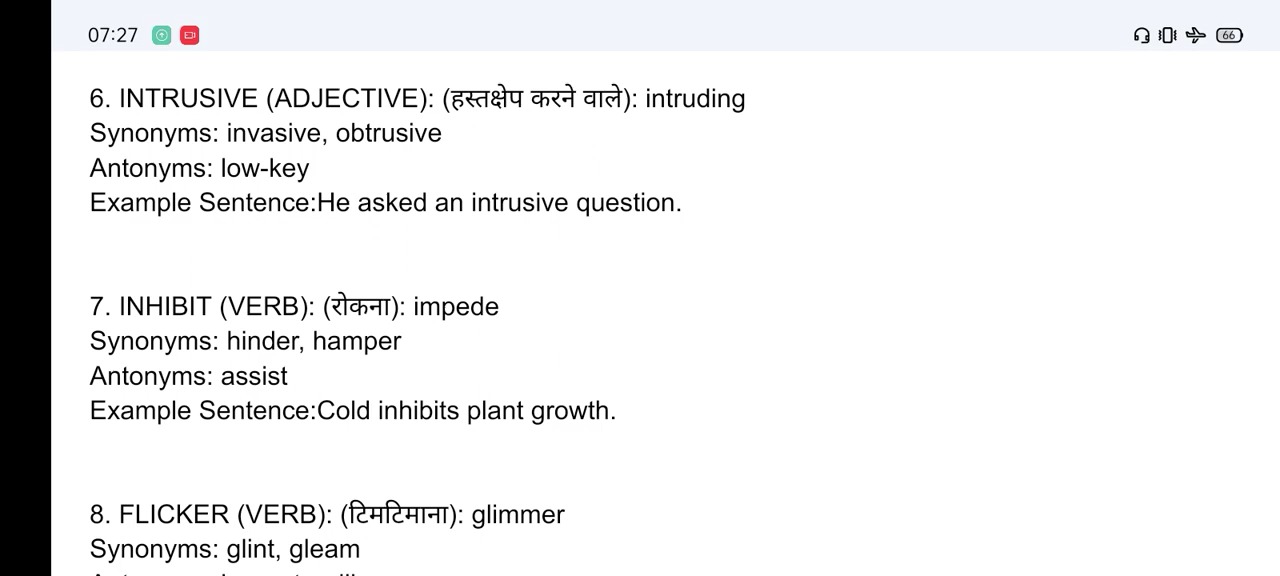 07:27
66
6. INTRUSIVE (ADJECTIVE): (हस्तक्षेप करने वाले): intruding
Synonyms: invasive, obtrusive
Antonyms: low-key
Example Sentence:He asked an intrusive question.
7. INHIBIT (VERB): (रोकना): impede
Synonyms: hinder, hamper
Antonyms: assist
Example Sentence:Cold inhibits plant growth.
8. FLICKER (VERB): (टिमटिमाना): glimmer
Synonyms: glint, gleam